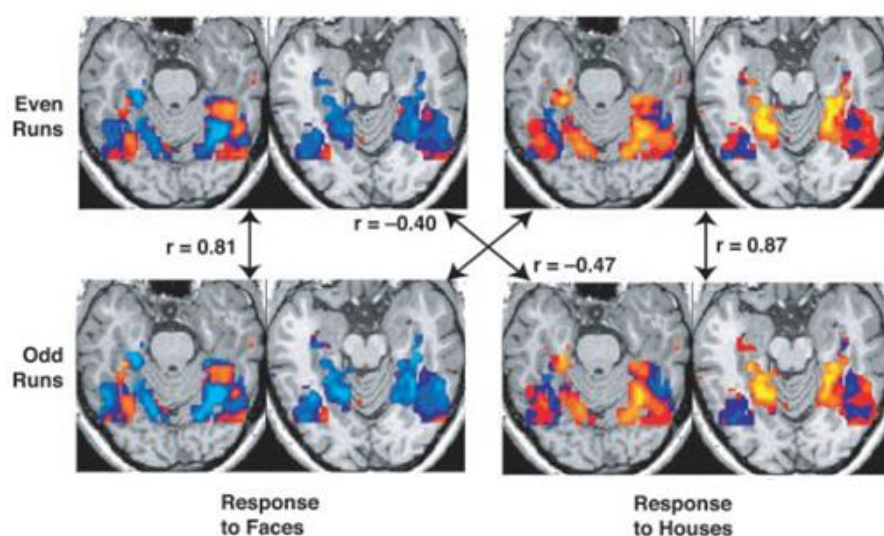 Even
Runs
r = 0.81
r = –0.40
r = –0.47
r = 0.87
Odd
Runs
Response
to Faces
Response
to Houses